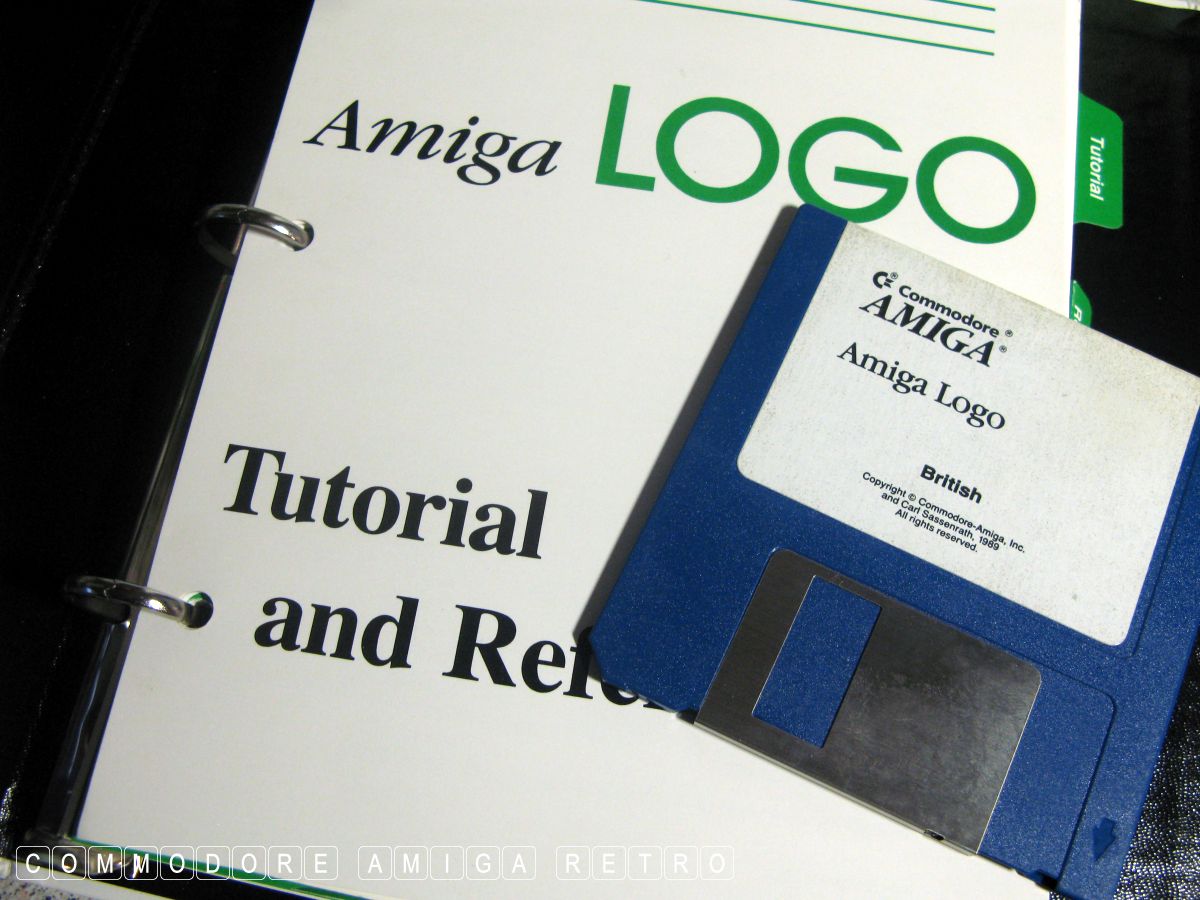 Amiga LOGO
Tutorial
and
Tutorial
R
Commodore®
AMIGA®
Amiga Logo
British
Copyright © Commodore-Amiga, Inc.
and Carl Sassenrath, 1989
All rights reserved.
COMMODORE AMIGA RETRO